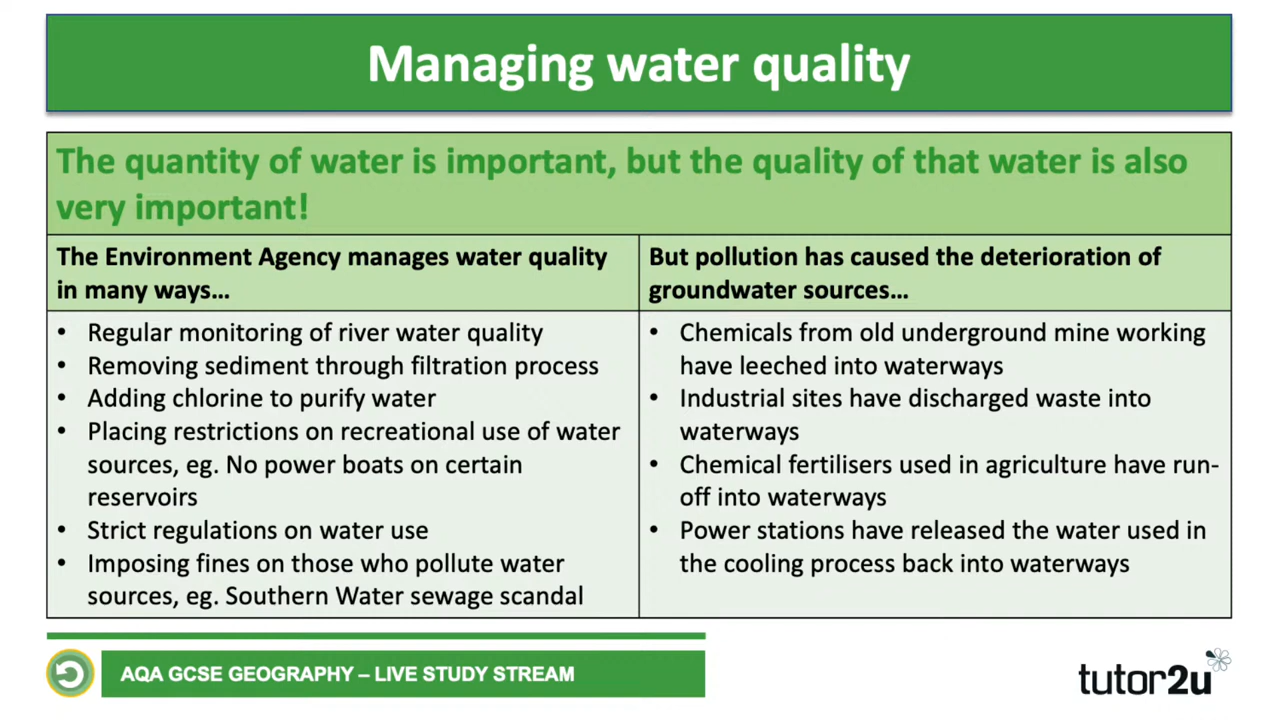 Managing water quality
The quantity of water is important, but the quality of that water is also
very important!
The Environment Agency manages water quality
in many ways...
• Regular monitoring of river water quality
• Removing sediment through filtration process
• Adding chlorine to purify water
• Placing restrictions on recreational use of water
sources, eg. No power boats on certain
reservoirs
• Strict regulations on water use
• Imposing fines on those who pollute water
sources, eg. Southern Water sewage scandal
But pollution has caused the deterioration of
groundwater sources...
• Chemicals from old underground mine working
have leeched into waterways
• Industrial sites have discharged waste into
waterways
• Chemical fertilisers used in agriculture have run-
off into waterways
• Power stations have released the water used in
the cooling process back into waterways
AQA GCSE GEOGRAPHY – LIVE STUDY STREAM
tutor2u